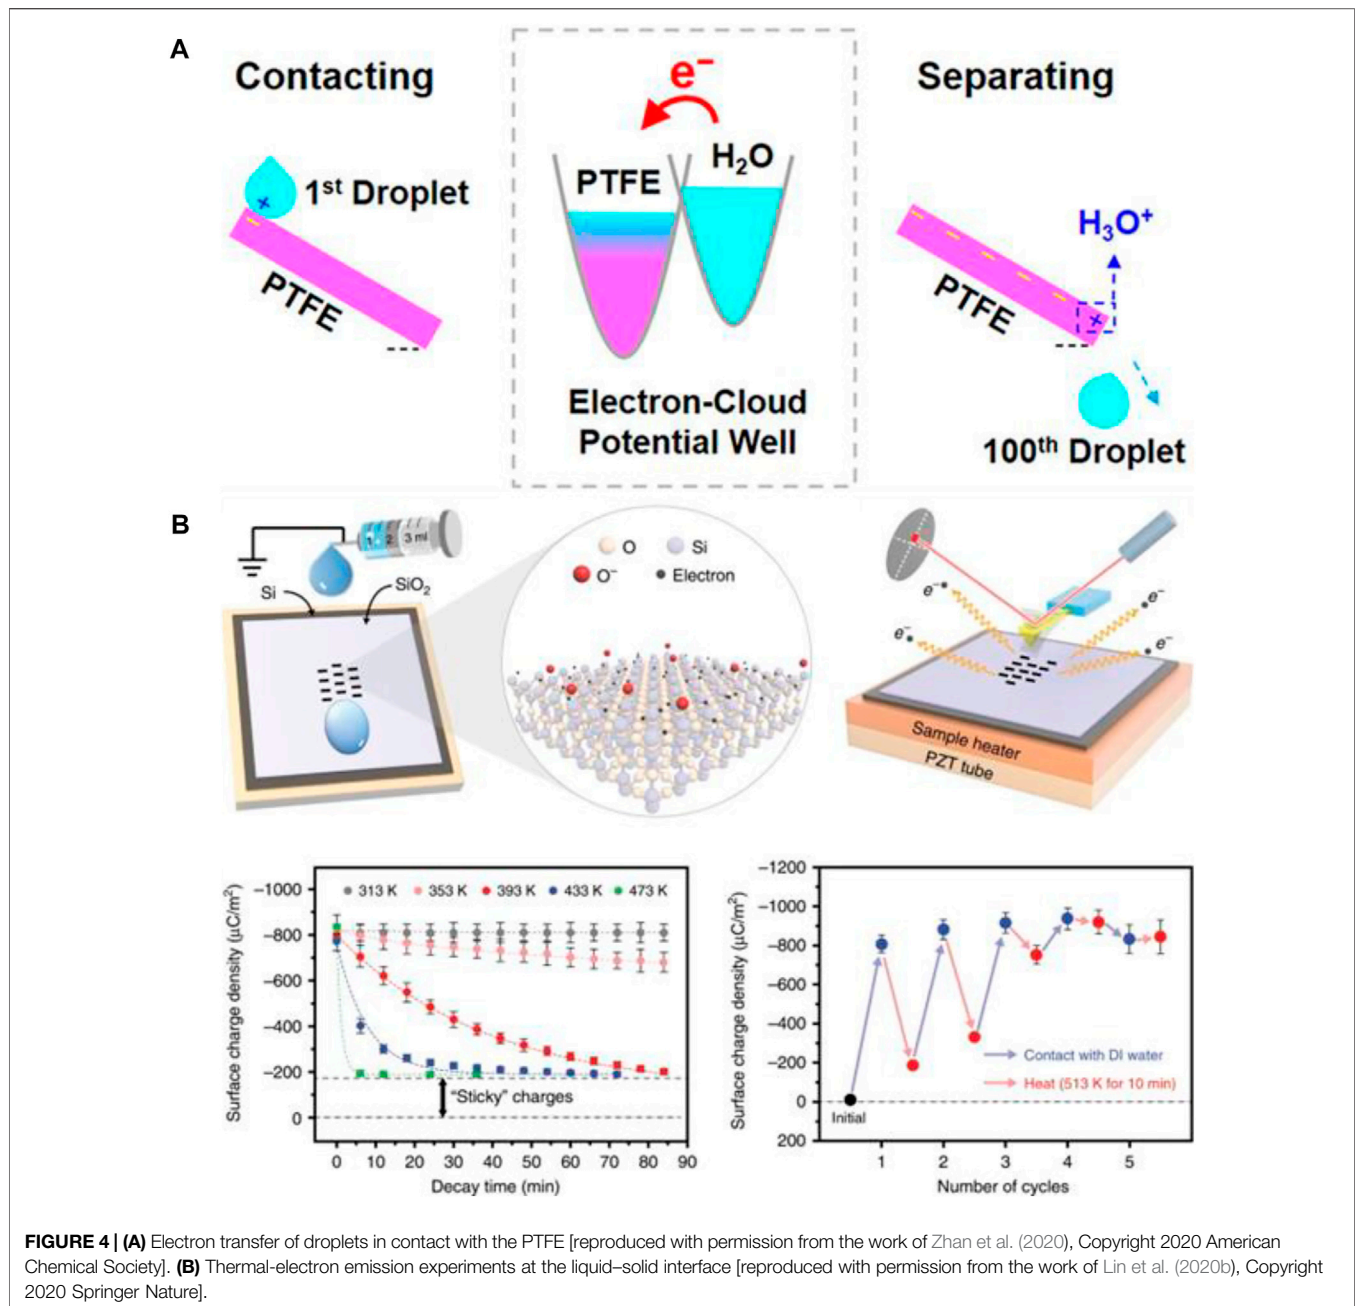 A
Contacting
e⁻
Separating
1st Droplet
PTFE
PTFE
H₂O
Electron-Cloud
Potential Well
H₃O⁺
PTFE
100th Droplet
B
1 2 3 ml
Si
SiO₂
O Si
O⁻ Electron
e⁻
e⁻
e⁻
e⁻
Sample heater
PZT tube
Surface charge density (μC/m²)
–1000
–800
–600
–400
–200
0
313 K 353 K 393 K 433 K 473 K
"Sticky" charges
0 10 20 30 40 50 60 70 80 90
Decay time (min)
Surface charge density (μC/m²)
–1200
–1000
–800
–600
–400
–200
0
200
Contact with DI water
Heat (513 K for 10 min)
Initial
1 2 3 4 5
Number of cycles
FIGURE 4 | (A) Electron transfer of droplets in contact with the PTFE [reproduced with permission from the work of Zhan et al. (2020), Copyright 2020 American
Chemical Society]. (B) Thermal-electron emission experiments at the liquid–solid interface [reproduced with permission from the work of Lin et al. (2020b), Copyright
2020 Springer Nature].